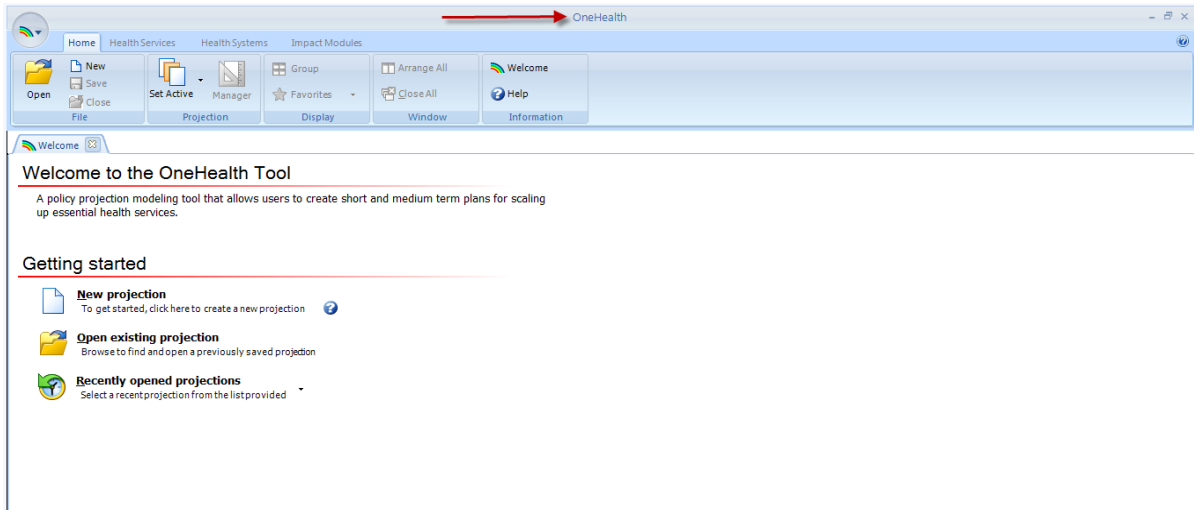 OneHealth
Home Health Services Health Systems Impact Modules
Open
New
Save
Close
File
Set Active
Manager
Projection
Group
Favorites
Display
Arrange All
Close All
Window
Welcome
Help
Information
Welcome
Welcome to the OneHealth Tool
A policy projection modeling tool that allows users to create short and medium term plans for scaling
up essential health services.
Getting started
New projection
To get started, click here to create a new projection
Open existing projection
Browse to find and open a previously saved projection
Recently opened projections
Select a recent projection from the list provided